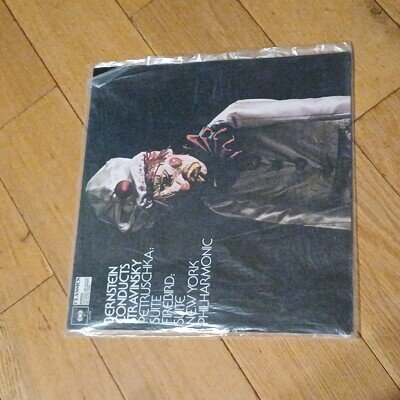 BERNSTEIN
CONDUCTS
STRAVINSKY
PETRUSCHKA:
SUITE
FIREBIRD:
SUITE
NEW YORK
PHILHARMONIC